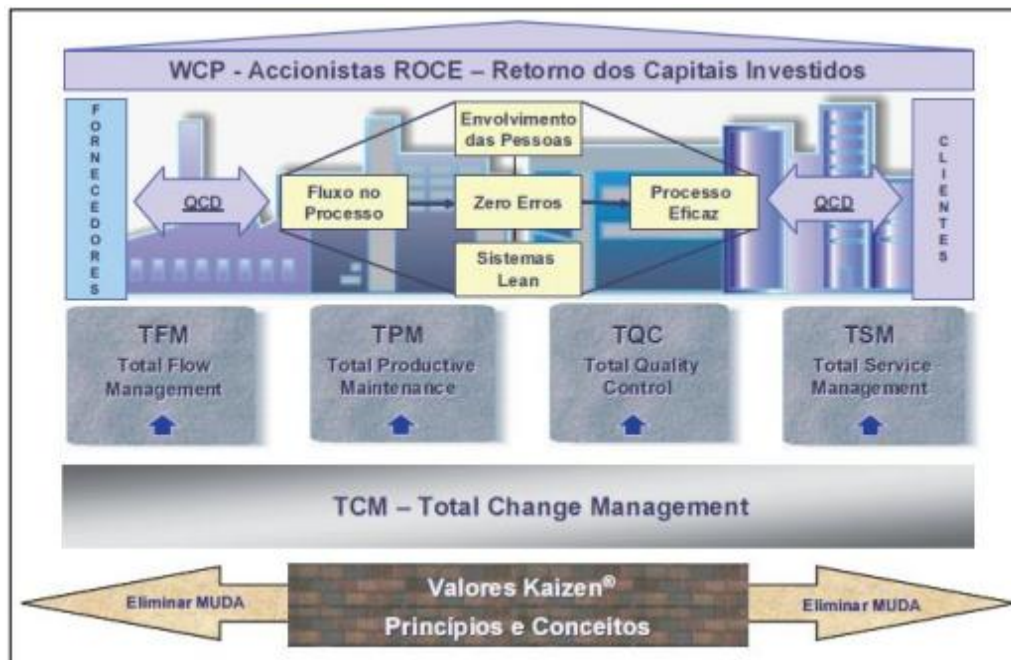 WCP - Accionistas ROCE – Retorno dos Capitais Investidos
FORNECEDORES
QCD
Fluxo no
Processo
Envolvimento
das Pessoas
Zero Erros
Sistemas
Lean
Processo
Eficaz
QCD
CLIENTES
TFM
Total Flow
Management
TPM
Total Productive
Maintenance
TQC
Total Quality
Control
TSM
Total Service
Management
TCM – Total Change Management
Eliminar MUDA
Valores Kaizen®
Princípios e Conceitos
Eliminar MUDA